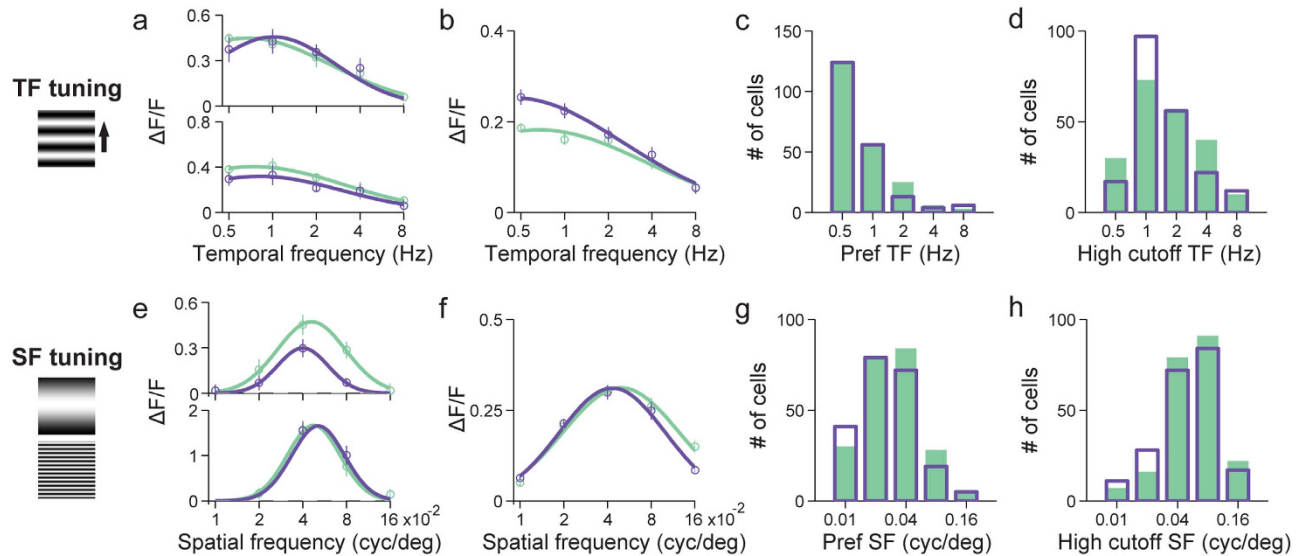 a
b
c
d
TF tuning
ΔF/F
0.6
0.3
0
0.8
0.4
0
0.5 1 2 4 8
Temporal frequency (Hz)
ΔF/F
0.4
0.2
0
0.5 1 2 4 8
Temporal frequency (Hz)
# of cells
150
100
50
0
0.5 1 2 4 8
Pref TF (Hz)
# of cells
100
50
0
0.5 1 2 4 8
High cutoff TF (Hz)
e
f
g
h
SF tuning
ΔF/F
0.6
0.3
0
2
1
0
1 2 4 8 16 x10-2
Spatial frequency (cyc/deg)
ΔF/F
0.5
0.25
0
1 2 4 8 16 x10-2
Spatial frequency (cyc/deg)
# of cells
100
50
0
0.01 0.04 0.16
Pref SF (cyc/deg)
# of cells
100
50
0
0.01 0.04 0.16
High cutoff SF (cyc/deg)